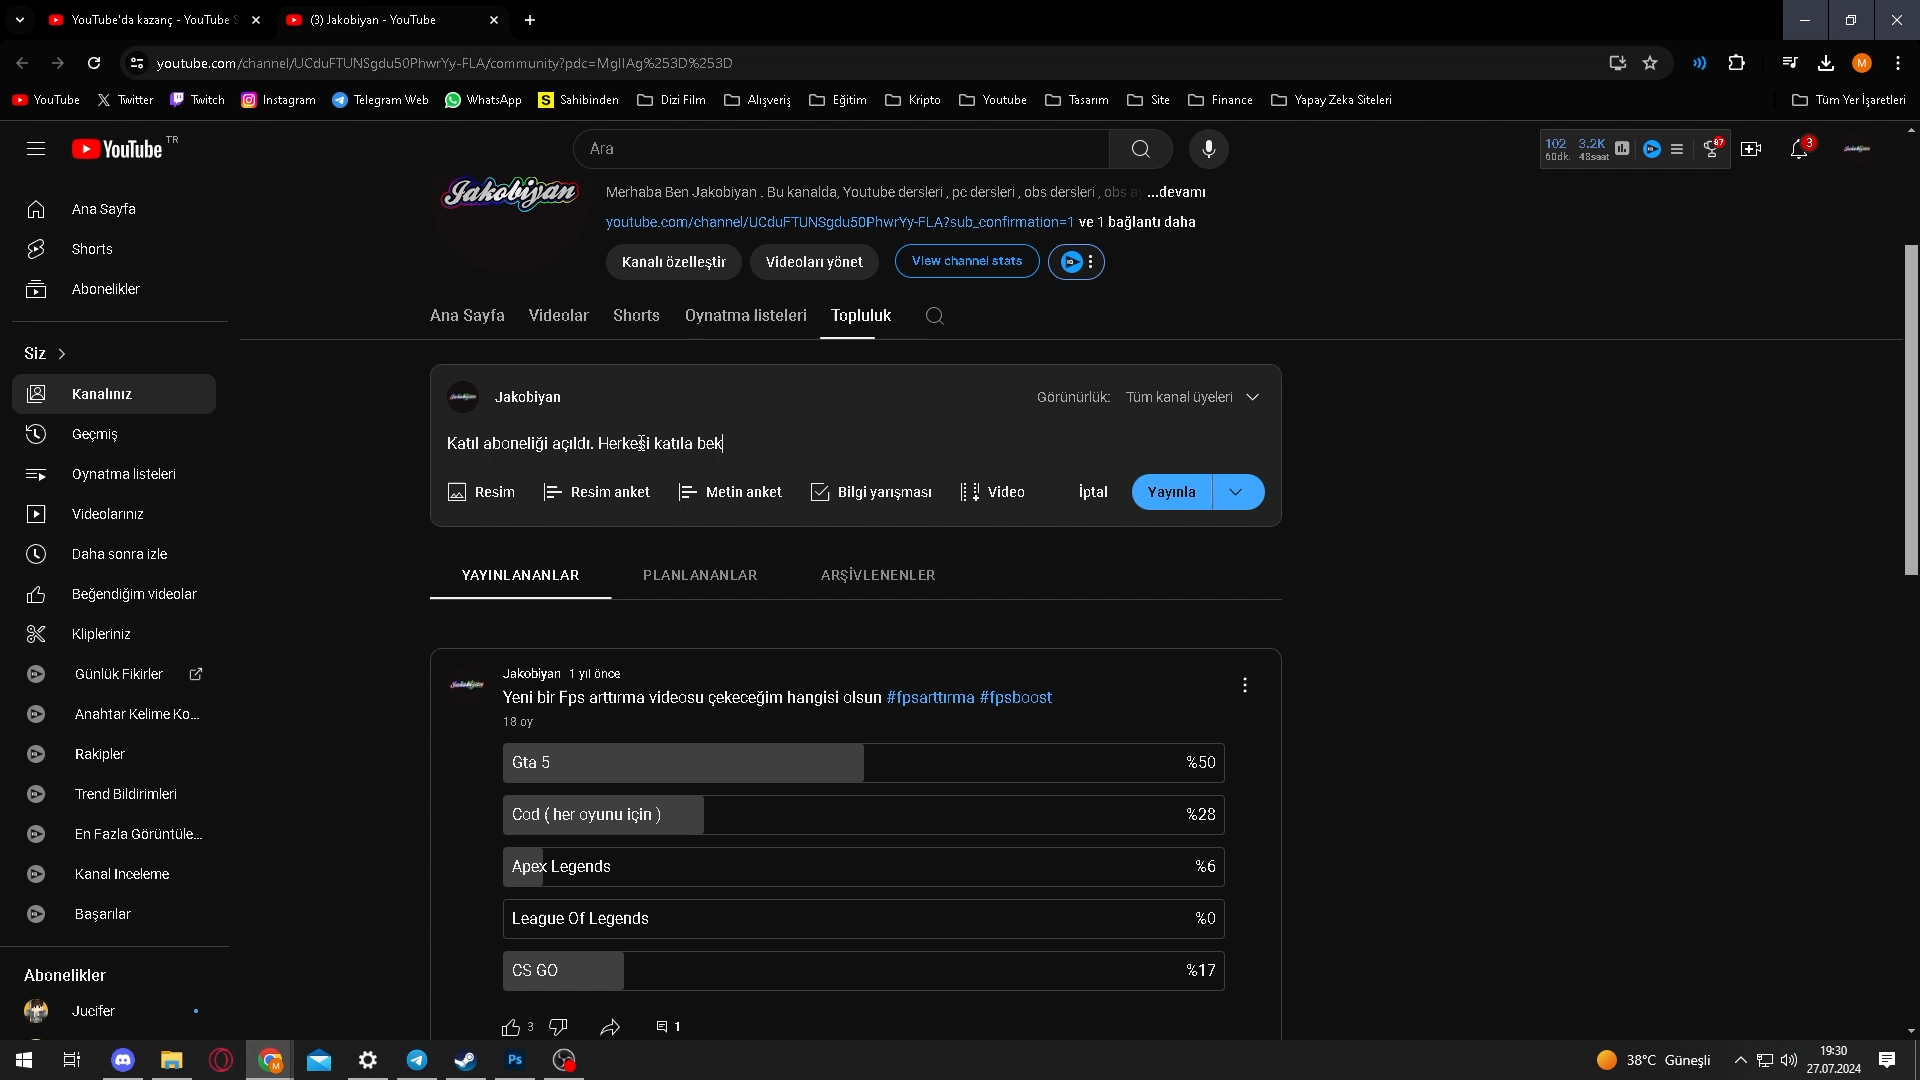 YouTube'da kazanç - YouTube S
(3) Jakobiyan - YouTube
youtube.com/channel/UCduFTUNSgdu50PhwrYy-FLA/community?pdc=MgIIAg%253D%253D
YouTube Twitter Twitch Instagram Telegram Web WhatsApp Sahibinden Dizi Film Alışveriş Eğitim Kripto Youtube Tasarım Site Finance Yapay Zeka Siteleri Tüm Yer İşaretleri
YouTube TR
Ara
102 3.2K
60dk. 48saat
87
3
Jakobiyan
Merhaba Ben Jakobiyan . Bu kanalda, Youtube dersleri , pc dersleri , obs dersleri , obs ay ...devamı
youtube.com/channel/UCduFTUNSgdu50PhwrYy-FLA?sub_confirmation=1 ve 1 bağlantı daha
Kanalı özelleştir Videoları yönet View channel stats
Ana Sayfa Videolar Shorts Oynatma listeleri Topluluk
Ana Sayfa
Shorts
Abonelikler
Siz
Kanalınız
Geçmiş
Oynatma listeleri
Videolarınız
Daha sonra izle
Beğendiğim videolar
Klipleriniz
Günlük Fikirler
Anahtar Kelime Ko...
Rakipler
Trend Bildirimleri
En Fazla Görüntüle...
Kanal Inceleme
Başarılar
Abonelikler
Jucifer
Jakobiyan
Görünürlük: Tüm kanal üyeleri
Katıl aboneliği açıldı. Herkesi katıla bek
Resim Resim anket Metin anket Bilgi yarışması Video İptal Yayınla
YAYINLANANLAR PLANLANANLAR ARŞİVLENENLER
Jakobiyan 1 yıl önce
Yeni bir Fps arttırma videosu çekeceğim hangisi olsun #fpsarttırma #fpsboost
18 oy
Gta 5 %50
Cod ( her oyunu için ) %28
Apex Legends %6
League Of Legends %0
CS GO %17
3 1
M
Ps
38°C Güneşli
19:30
27.07.2024